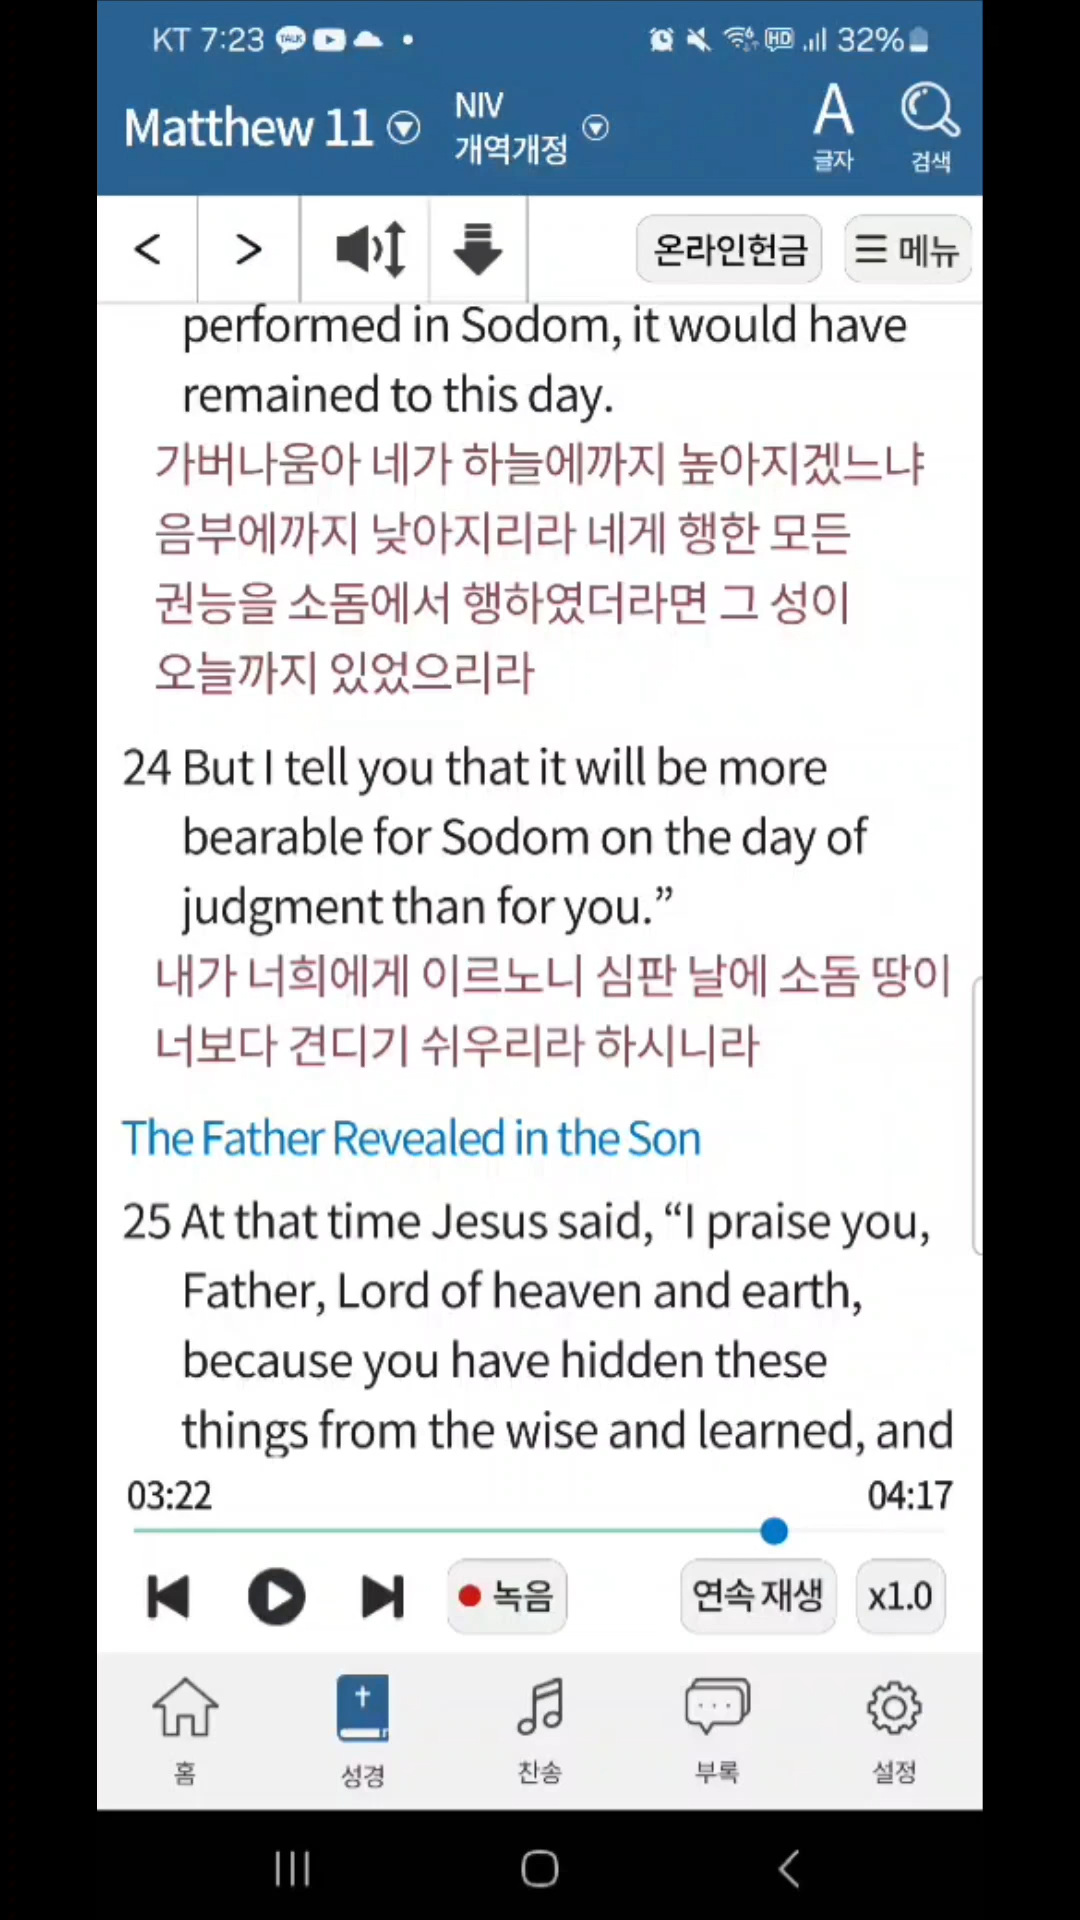 KT 7:23 TALK HD 32%
Matthew 11 NIV 개역개정 A 글자 검색
< > 온라인헌금 메뉴
performed in Sodom, it would have
remained to this day.
가버나움아 네가 하늘에까지 높아지겠느냐
음부에까지 낮아지리라 네게 행한 모든
권능을 소돔에서 행하였더라면 그 성이
오늘까지 있었으리라
24 But I tell you that it will be more
bearable for Sodom on the day of
judgment than for you.”
내가 너희에게 이르노니 심판 날에 소돔 땅이
너보다 견디기 쉬우리라 하시니라
The Father Revealed in the Son
25 At that time Jesus said, “I praise you,
Father, Lord of heaven and earth,
because you have hidden these
things from the wise and learned, and
03:22 04:17
녹음 연속 재생 x1.0
홈 성경 찬송 부록 설정